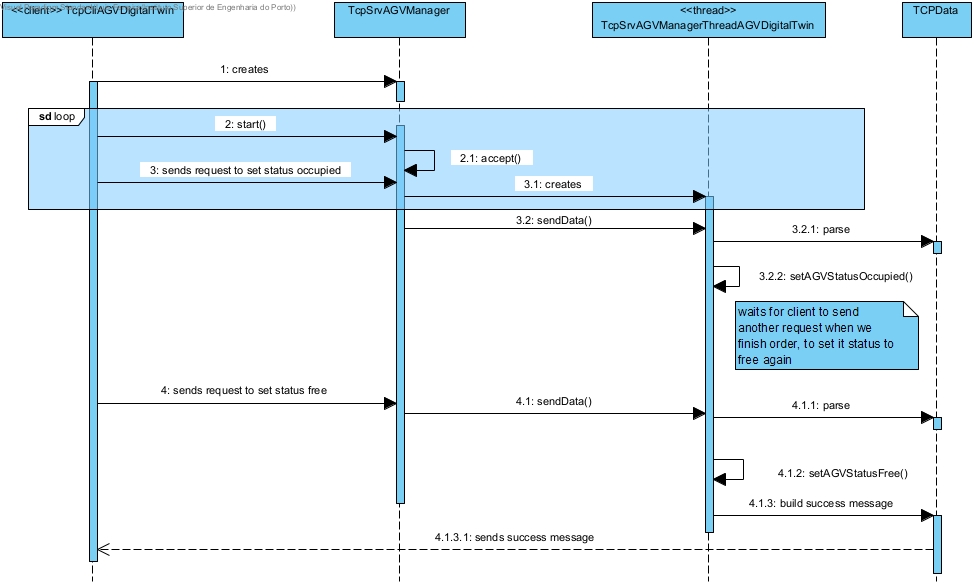 <<client>> TcpCliAGVDigitalTwin
Superior de Engenharia do Porto))
TcpSrvAGVManager
<<thread>>
TcpSrvAGVManagerThreadAGVDigitalTwin
TCPData
1: creates
sd loop
2: start()
2.1: accept()
3: sends request to set status occupied
3.1: creates
3.2: sendData()
3.2.1: parse
3.2.2: setAGVStatusOccupied()
waits for client to send
another request when we
finish order, to set it status to
free again
4: sends request to set status free
4.1: sendData()
4.1.1: parse
4.1.2: setAGVStatusFree()
4.1.3: build success message
4.1.3.1: sends success message